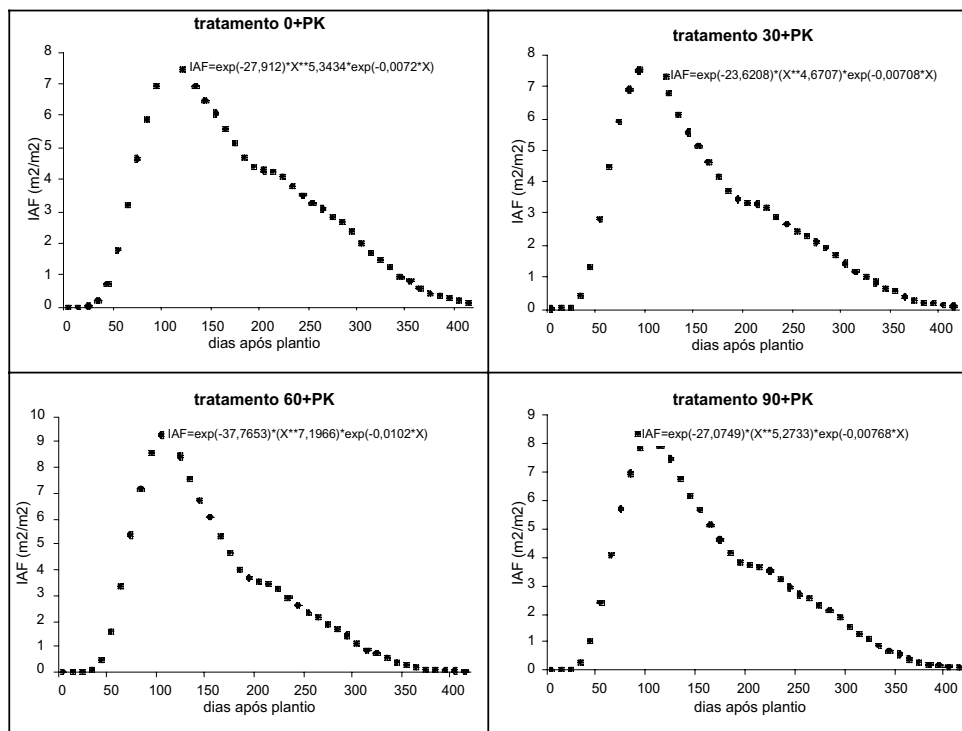 tratamento 0+PK
IAF=exp(-27,912)*X**5,3434*exp(-0,0072*X)
IAF (m2/m2)
8
7
6
5
4
3
2
1
0
0 50 100 150 200 250 300 350 400
dias após plantio
tratamento 30+PK
IAF=exp(-23,6208)*(X**4,6707)*exp(-0,00708*X)
IAF (m2/m2)
8
7
6
5
4
3
2
1
0
0 50 100 150 200 250 300 350 400
dias após plantio
tratamento 60+PK
IAF=exp(-37,7653)*(X**7,1966)*exp(-0,0102*X)
IAF (m2/m2)
10
9
8
7
6
5
4
3
2
1
0
0 50 100 150 200 250 300 350 400
dias após plantio
tratamento 90+PK
IAF=exp(-27,0749)*(X**5,2733)*exp(-0,00768*X)
IAF (m2/m2)
9
8
7
6
5
4
3
2
1
0
0 50 100 150 200 250 300 350 400
dias após plantio